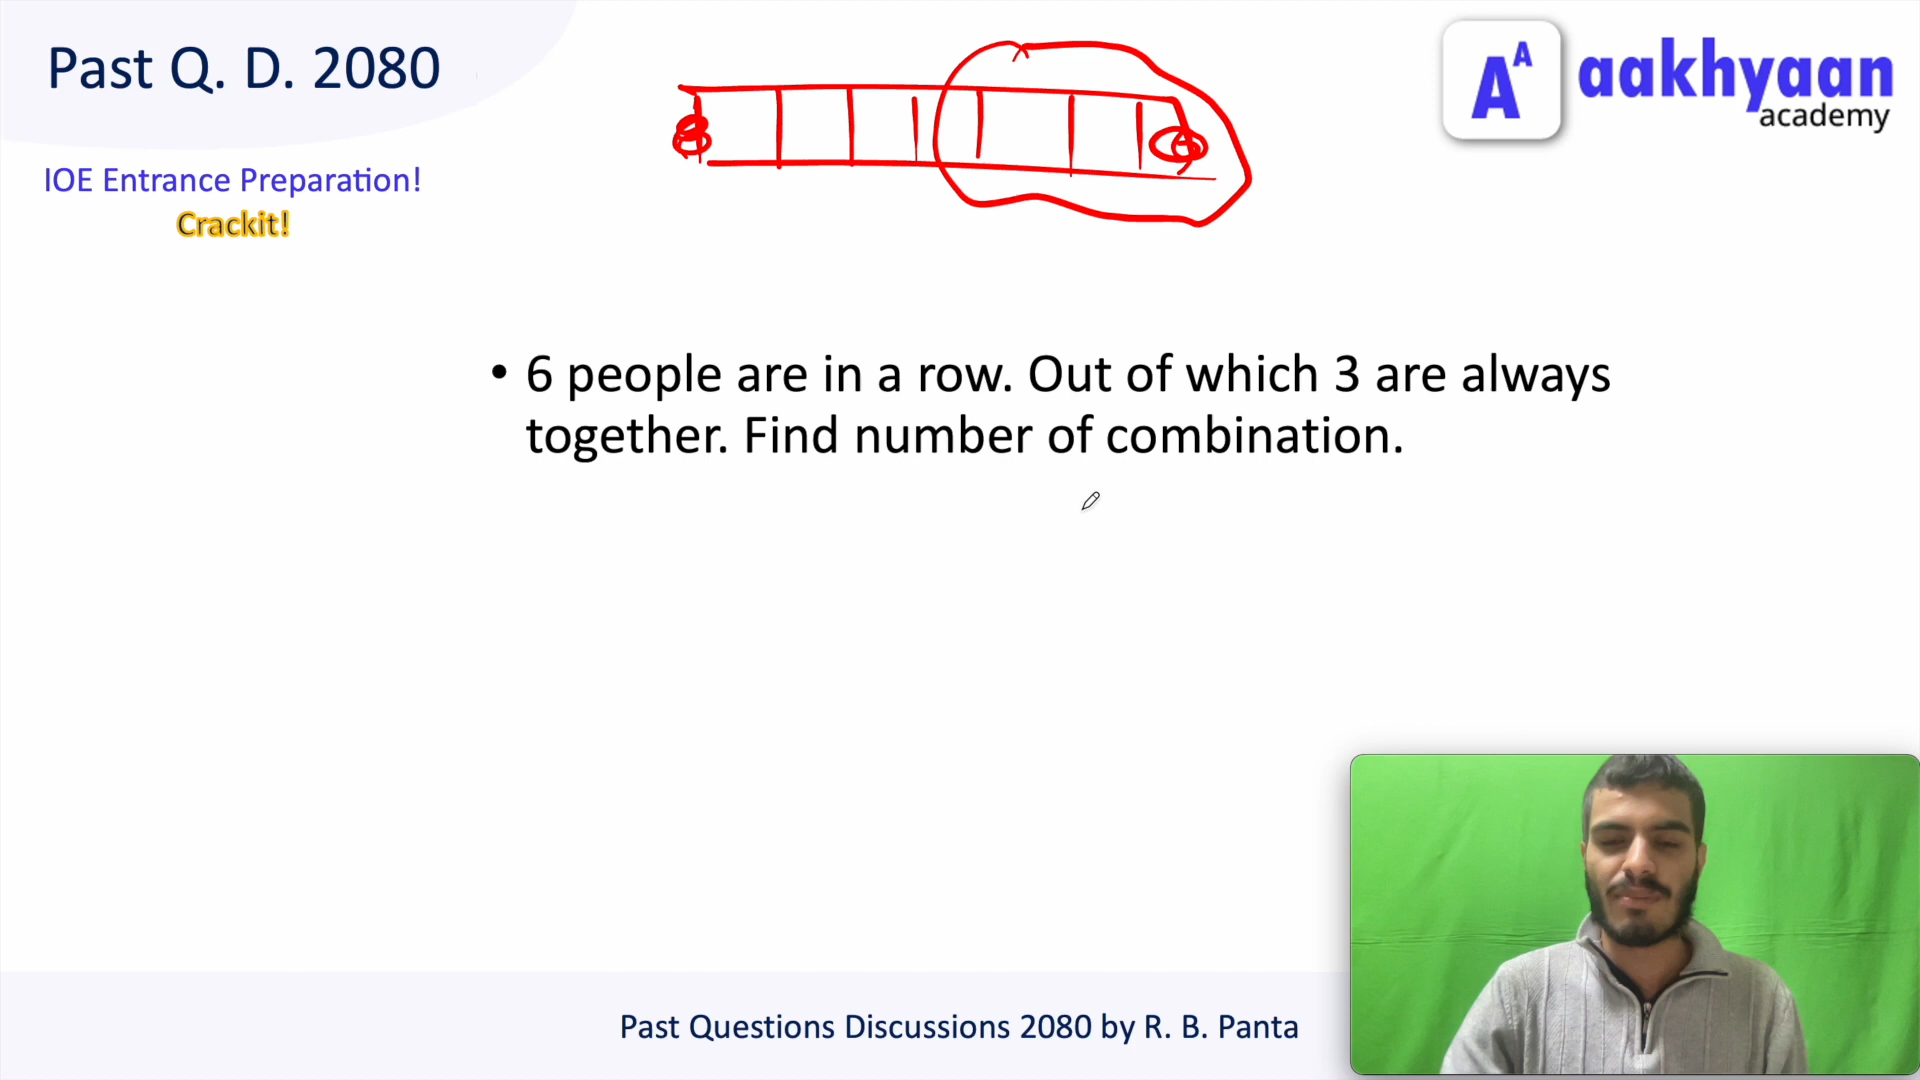 Past Q. D. 2080
IOE Entrance Preparation!
Crackit!
A^A aakhyaan
academy
• 6 people are in a row. Out of which 3 are always
together. Find number of combination.
Past Questions Discussions 2080 by R. B. Panta